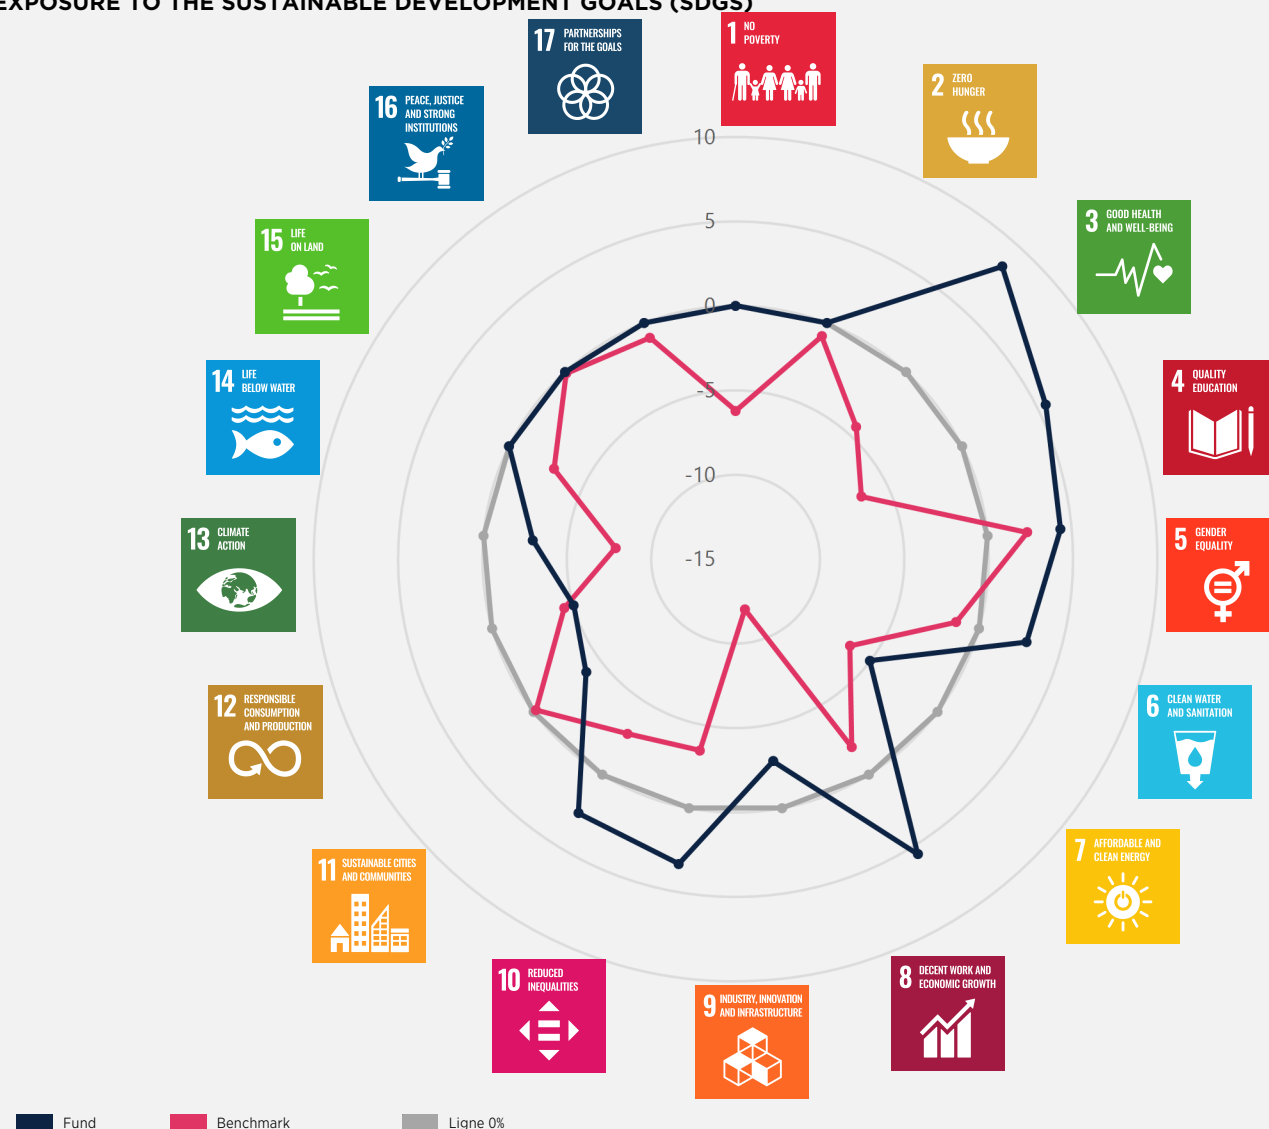 EXPOSURE TO THE SUSTAINABLE DEVELOPMENT GOALS (SDGS)
17 PARTNERSHIPS
FOR THE GOALS
1 NO
POVERTY
2 ZERO
HUNGER
16 PEACE, JUSTICE
AND STRONG
INSTITUTIONS
10
5
0
-5
-10
-15
3 GOOD HEALTH
AND WELL-BEING
15 LIFE
ON LAND
4 QUALITY
EDUCATION
14 LIFE
BELOW WATER
5 GENDER
EQUALITY
13 CLIMATE
ACTION
6 CLEAN WATER
AND SANITATION
12 RESPONSIBLE
CONSUMPTION
AND PRODUCTION
7 AFFORDABLE AND
CLEAN ENERGY
11 SUSTAINABLE CITIES
AND COMMUNITIES
8 DECENT WORK AND
ECONOMIC GROWTH
10 REDUCED
INEQUALITIES
9 INDUSTRY, INNOVATION
AND INFRASTRUCTURE
Fund
Benchmark
Ligne 0%